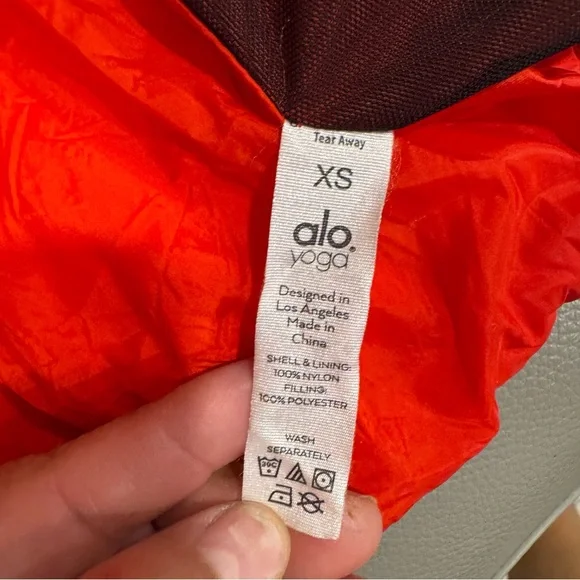 Tear Away
XS
alo.
yoga
Designed in
Los Angeles
Made in
China
SHELL & LINING:
100% NYLON
FILLING:
100% POLYESTER
WASH
SEPARATELY
30C